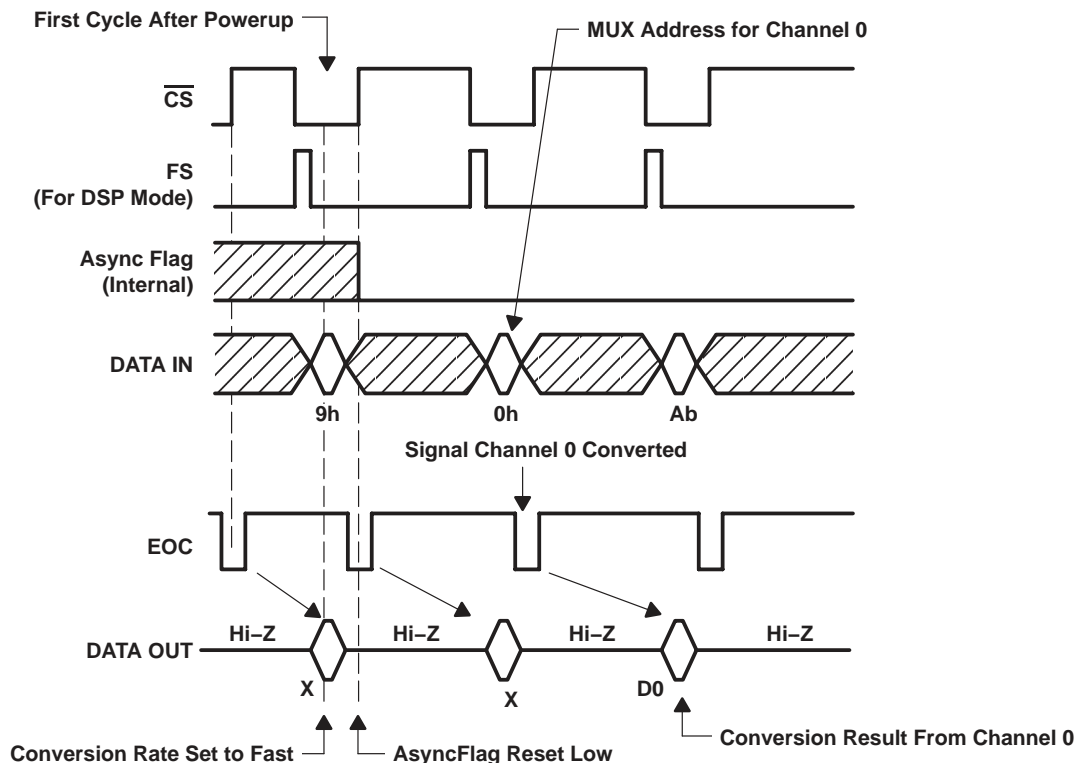 First Cycle After Powerup
MUX Address for Channel 0
CS
FS
(For DSP Mode)
Async Flag
(Internal)
DATA IN
9h
0h
Ab
Signal Channel 0 Converted
EOC
Hi–Z
Hi–Z
Hi–Z
Hi–Z
DATA OUT
X
X
D0
Conversion Rate Set to Fast
AsyncFlag Reset Low
Conversion Result From Channel 0